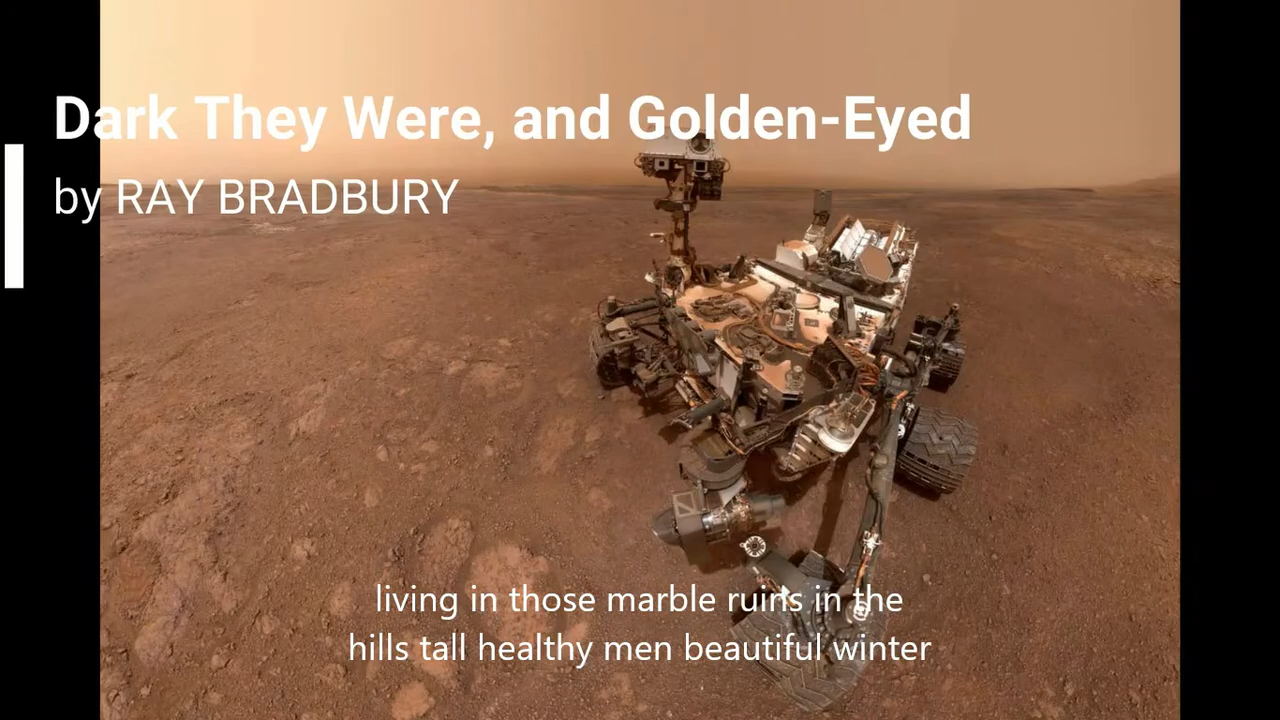 Dark They Were, and Golden-Eyed
by RAY BRADBURY
living in those marble ruins in the
hills tall healthy men beautiful winter